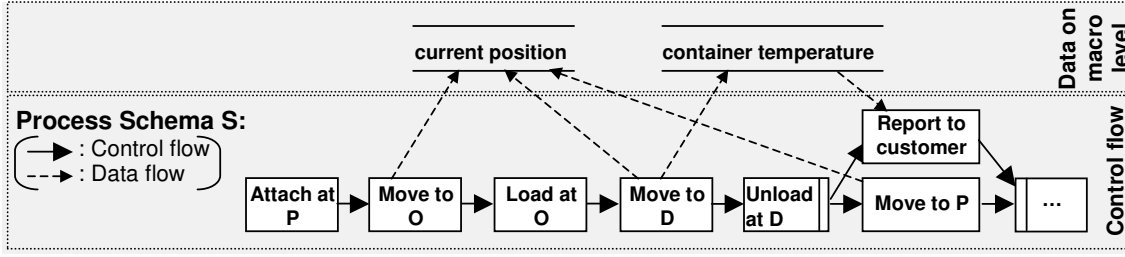 current position
container temperature
Data on
macro
level
Process Schema S:
: Control flow
: Data flow
Report to
customer
Control flow
Attach at
P
Move to
O
Load at
O
Move to
D
Unload
at D
Move to P
...